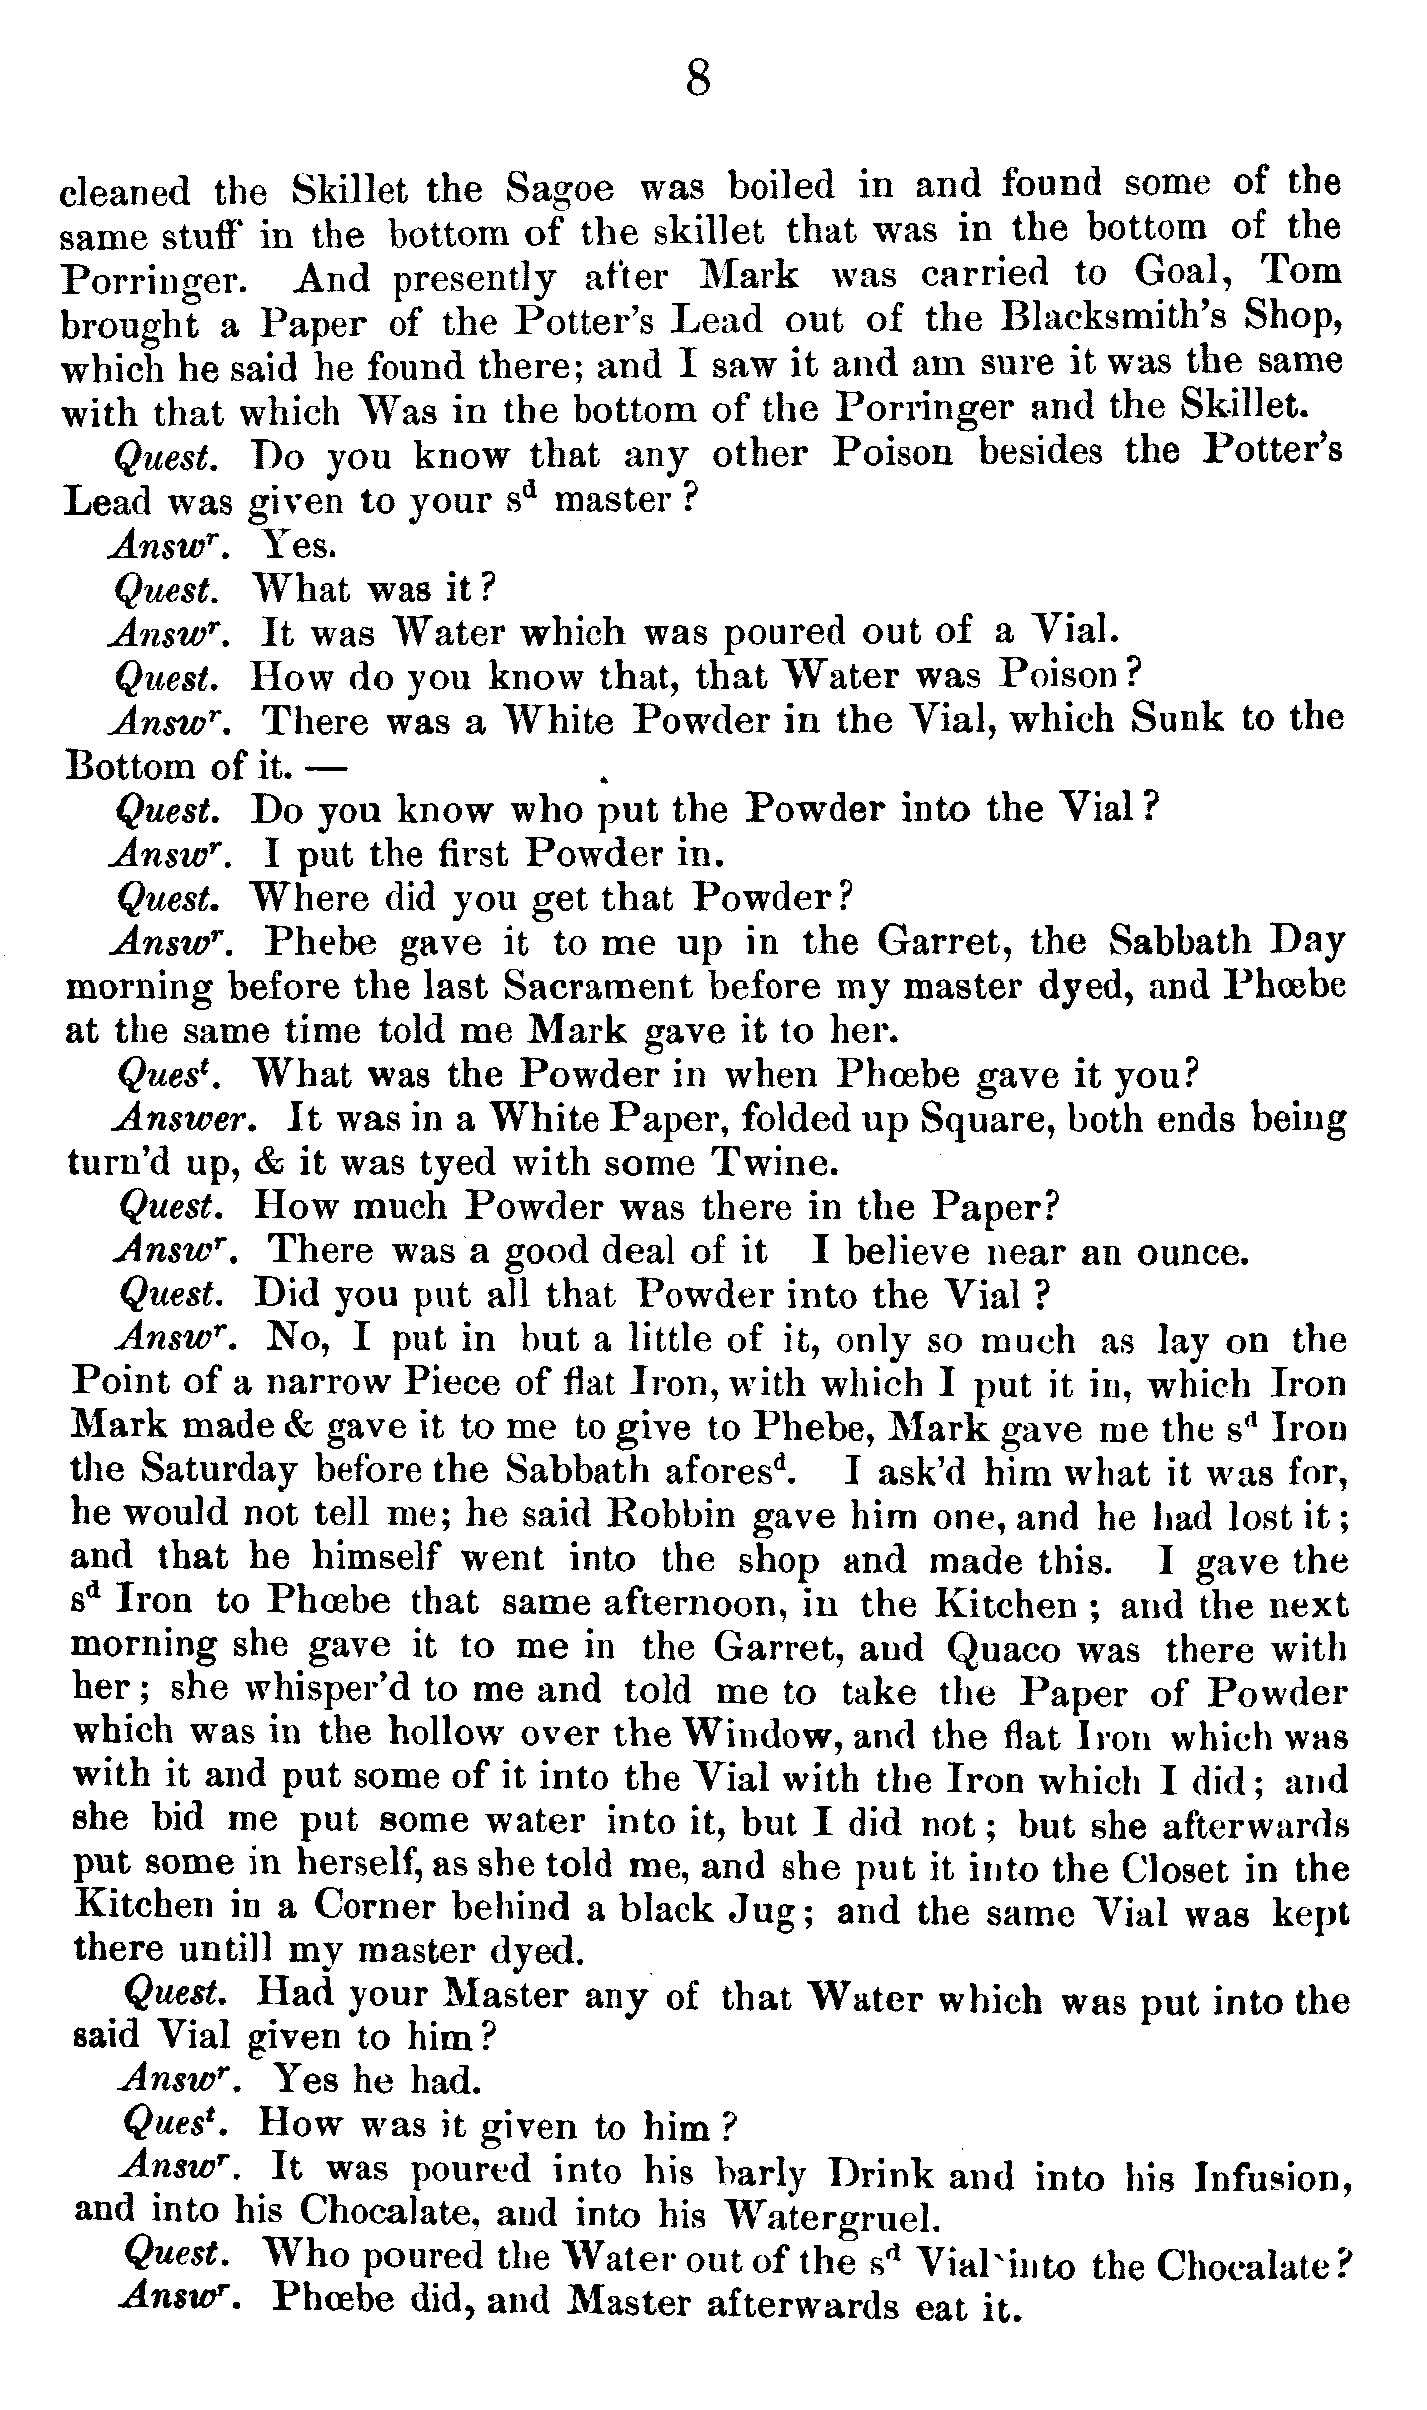 8
cleaned the Skillet the Sagoe was boiled in and found some of the
same stuff in the bottom of the skillet that was in the bottom of the
Porringer. And presently after Mark was carried to Goal, Tom
brought a Paper of the Potter's Lead out of the Blacksmith's Shop,
which he said he found there; and I saw it and am sure it was the same
with that which Was in the bottom of the Porringer and the Skillet.
Quest. Do you know that any other Poison besides the Potter's
Lead was given to your sᵈ master?
Answʳ. Yes.
Quest. What was it?
Answʳ. It was Water which was poured out of a Vial.
Quest. How do you know that, that Water was Poison?
Answʳ. There was a White Powder in the Vial, which Sunk to the
Bottom of it. —
Quest. Do you know who put the Powder into the Vial?
Answʳ. I put the first Powder in.
Quest. Where did you get that Powder?
Answʳ. Phebe gave it to me up in the Garret, the Sabbath Day
morning before the last Sacrament before my master dyed, and Phœbe
at the same time told me Mark gave it to her.
Quesᵗ. What was the Powder in when Phœbe gave it you?
Answer. It was in a White Paper, folded up Square, both ends being
turn'd up, & it was tyed with some Twine.
Quest. How much Powder was there in the Paper?
Answʳ. There was a good deal of it I believe near an ounce.
Quest. Did you put all that Powder into the Vial?
Answʳ. No, I put in but a little of it, only so much as lay on the
Point of a narrow Piece of flat Iron, with which I put it in, which Iron
Mark made & gave it to me to give to Phebe, Mark gave me the sᵈ Iron
the Saturday before the Sabbath aforesᵈ. I ask'd him what it was for,
he would not tell me; he said Robbin gave him one, and he had lost it;
and that he himself went into the shop and made this. I gave the
sᵈ Iron to Phœbe that same afternoon, in the Kitchen; and the next
morning she gave it to me in the Garret, and Quaco was there with
her; she whisper'd to me and told me to take the Paper of Powder
which was in the hollow over the Window, and the flat Iron which was
with it and put some of it into the Vial with the Iron which I did; and
she bid me put some water into it, but I did not; but she afterwards
put some in herself, as she told me, and she put it into the Closet in the
Kitchen in a Corner behind a black Jug; and the same Vial was kept
there untill my master dyed.
Quest. Had your Master any of that Water which was put into the
said Vial given to him?
Answʳ. Yes he had.
Quesᵗ. How was it given to him?
Answʳ. It was poured into his barly Drink and into his Infusion,
and into his Chocalate, and into his Watergruel.
Quest. Who poured the Water out of the sᵈ Vial into the Chocalate?
Answʳ. Phœbe did, and Master afterwards eat it.